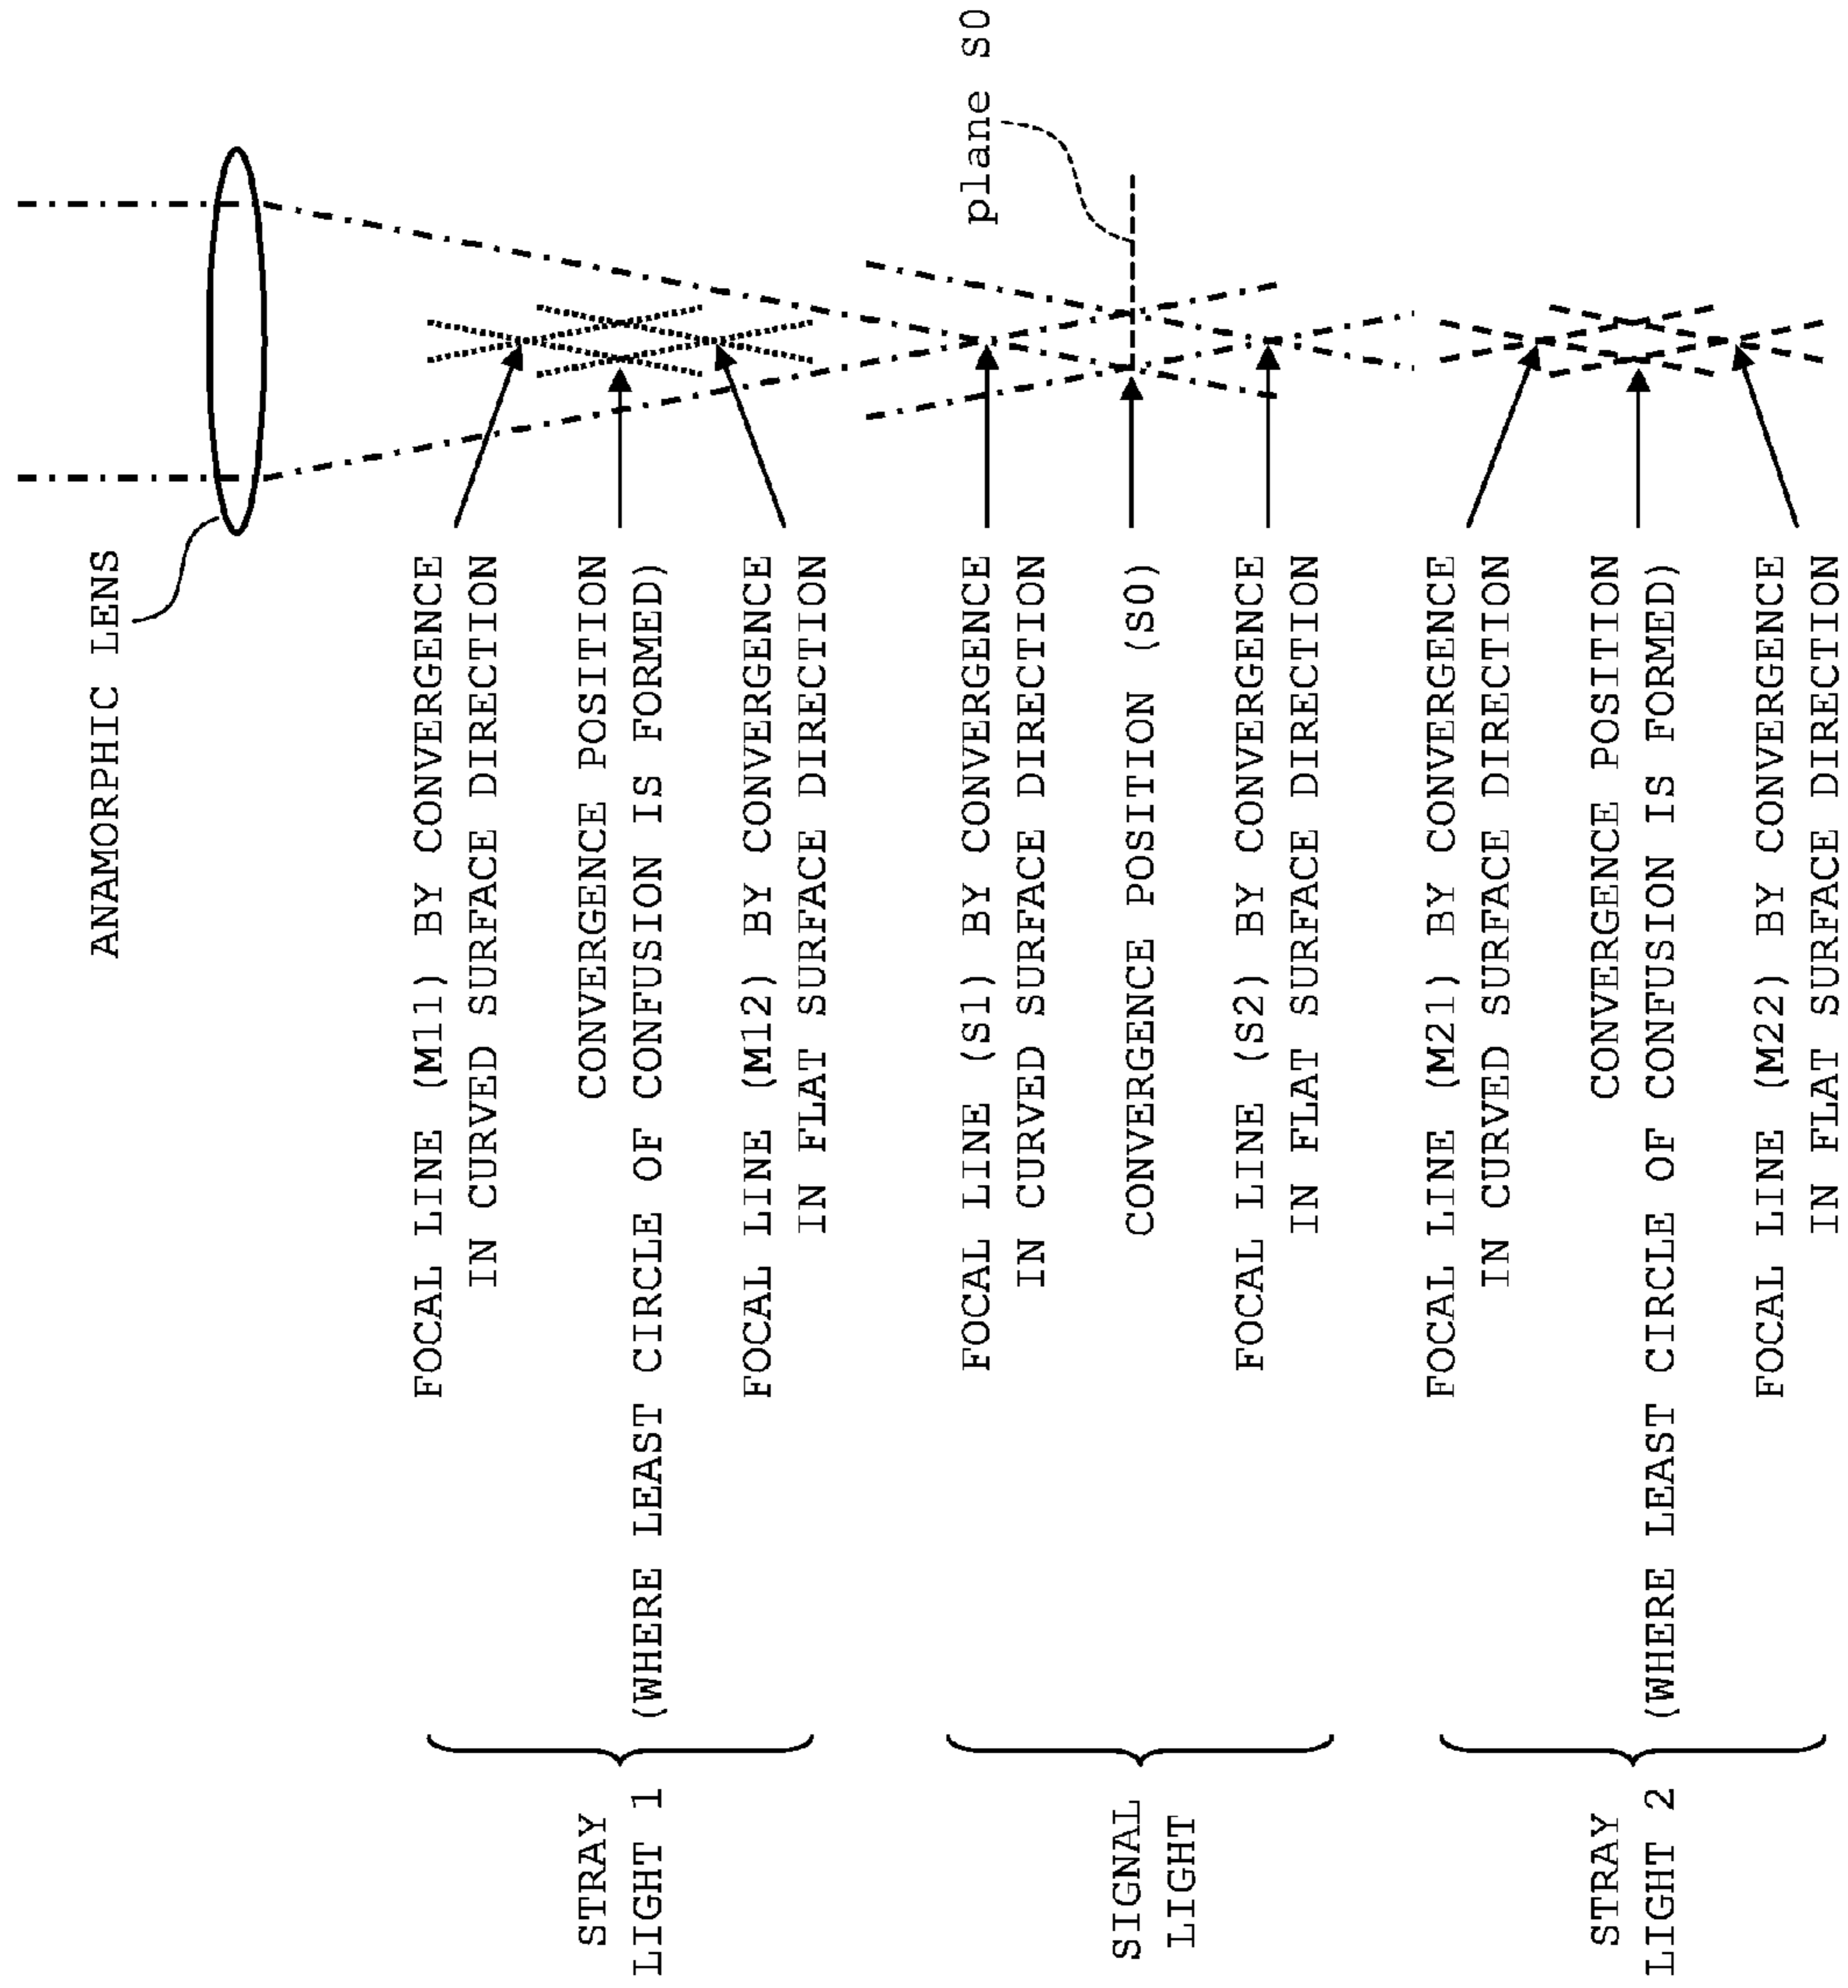 ANAMORPHIC LENS
STRAY
LIGHT 1
FOCAL LINE (M11) BY CONVERGENCE
IN CURVED SURFACE DIRECTION
CONVERGENCE POSITION
(WHERE LEAST CIRCLE OF CONFUSION IS FORMED)
FOCAL LINE (M12) BY CONVERGENCE
IN FLAT SURFACE DIRECTION
SIGNAL
LIGHT
FOCAL LINE (S1) BY CONVERGENCE
IN CURVED SURFACE DIRECTION
plane S0
CONVERGENCE POSITION (S0)
FOCAL LINE (S2) BY CONVERGENCE
IN FLAT SURFACE DIRECTION
STRAY
LIGHT 2
FOCAL LINE (M21) BY CONVERGENCE
IN CURVED SURFACE DIRECTION
CONVERGENCE POSITION
(WHERE LEAST CIRCLE OF CONFUSION IS FORMED)
FOCAL LINE (M22) BY CONVERGENCE
IN FLAT SURFACE DIRECTION